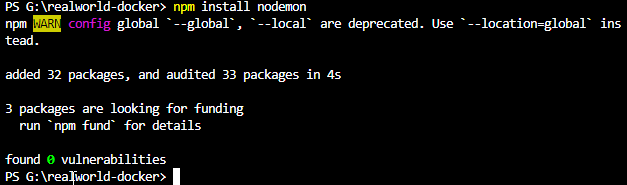 PS G:\realworld-docker> npm install nodemon
npm WARN config global `--global`, `--local` are deprecated. Use `--location=global` ins
tead.
added 32 packages, and audited 33 packages in 4s
3 packages are looking for funding
  run `npm fund` for details
found 0 vulnerabilities
PS G:\realworld-docker>